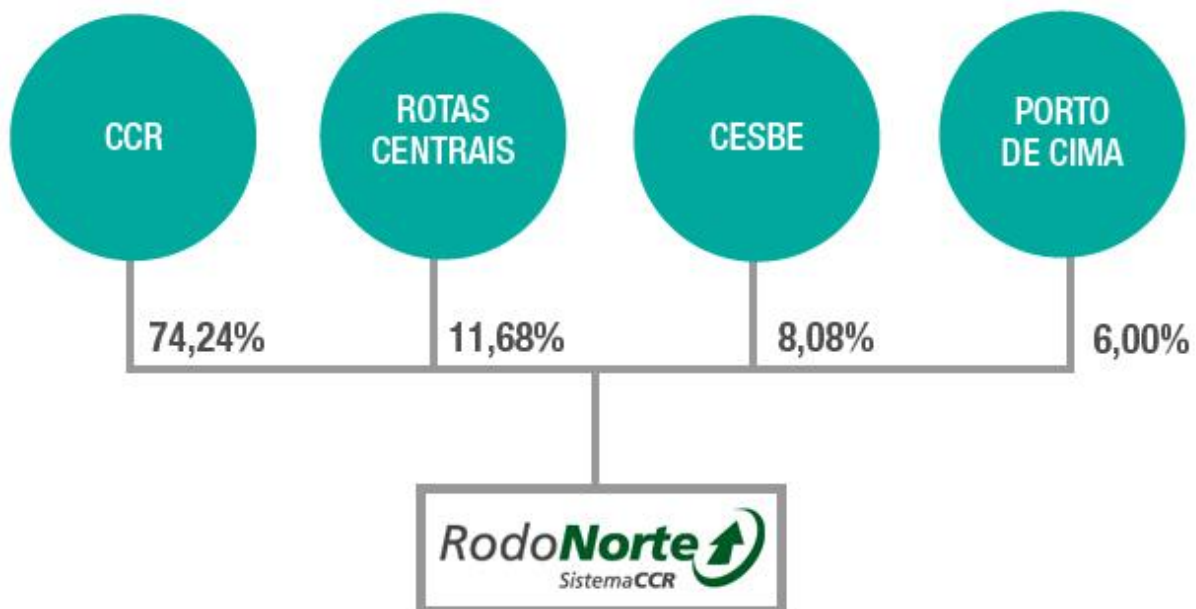 CCR
ROTAS
CENTRAIS
CESBE
PORTO
DE CIMA
74,24%
11,68%
8,08%
6,00%
RodoNorte
SistemaCCR